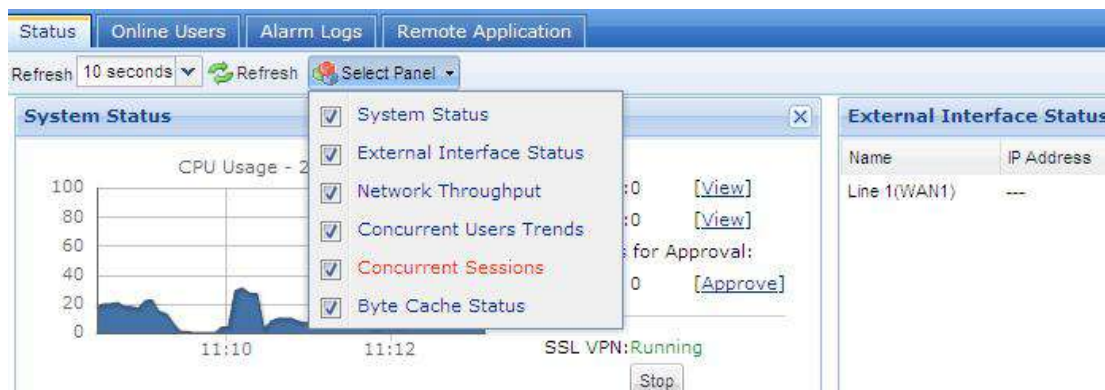 Status Online Users Alarm Logs Remote Application
Refresh 10 seconds Refresh Select Panel
System Status
System Status
External Interface Status
Network Throughput
Concurrent Users Trends
Concurrent Sessions
Byte Cache Status
CPU Usage - 2
100
80
60
40
20
0
11:10 11:12
:0 [View]
:0 [View]
for Approval:
0 [Approve]
SSL VPN:Running
Stop
External Interface Status
Name IP Address
Line 1(WAN1) ---